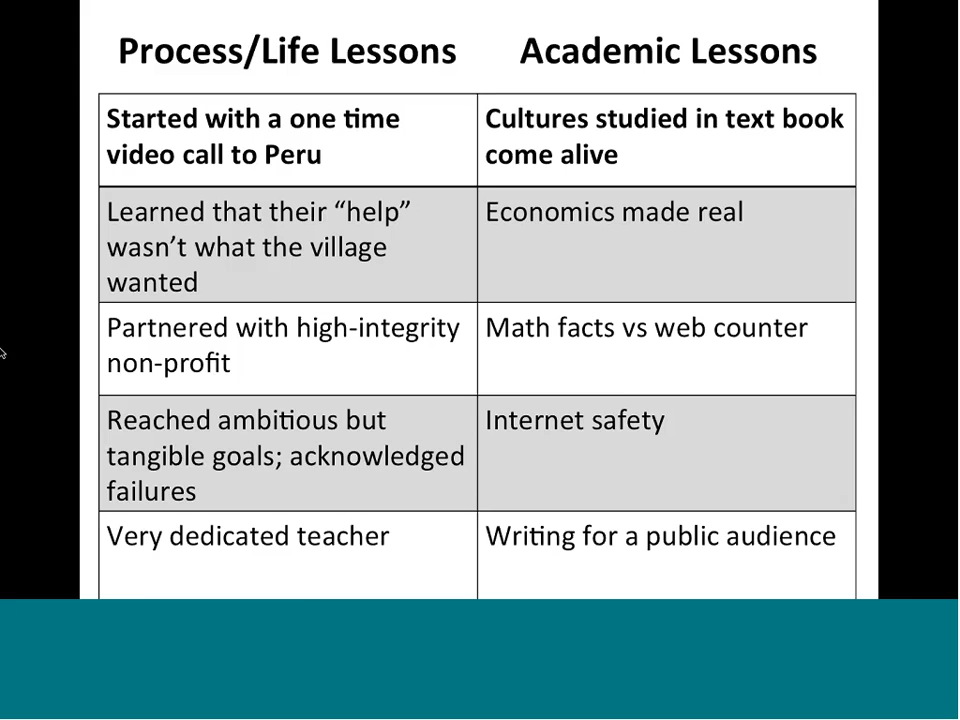 Process/Life Lessons
Academic Lessons
Started with a one time
video call to Peru
Cultures studied in text book
come alive
Learned that their “help”
wasn’t what the village
wanted
Economics made real
Partnered with high-integrity
non-profit
Math facts vs web counter
Reached ambitious but
tangible goals; acknowledged
failures
Internet safety
Very dedicated teacher
Writing for a public audience